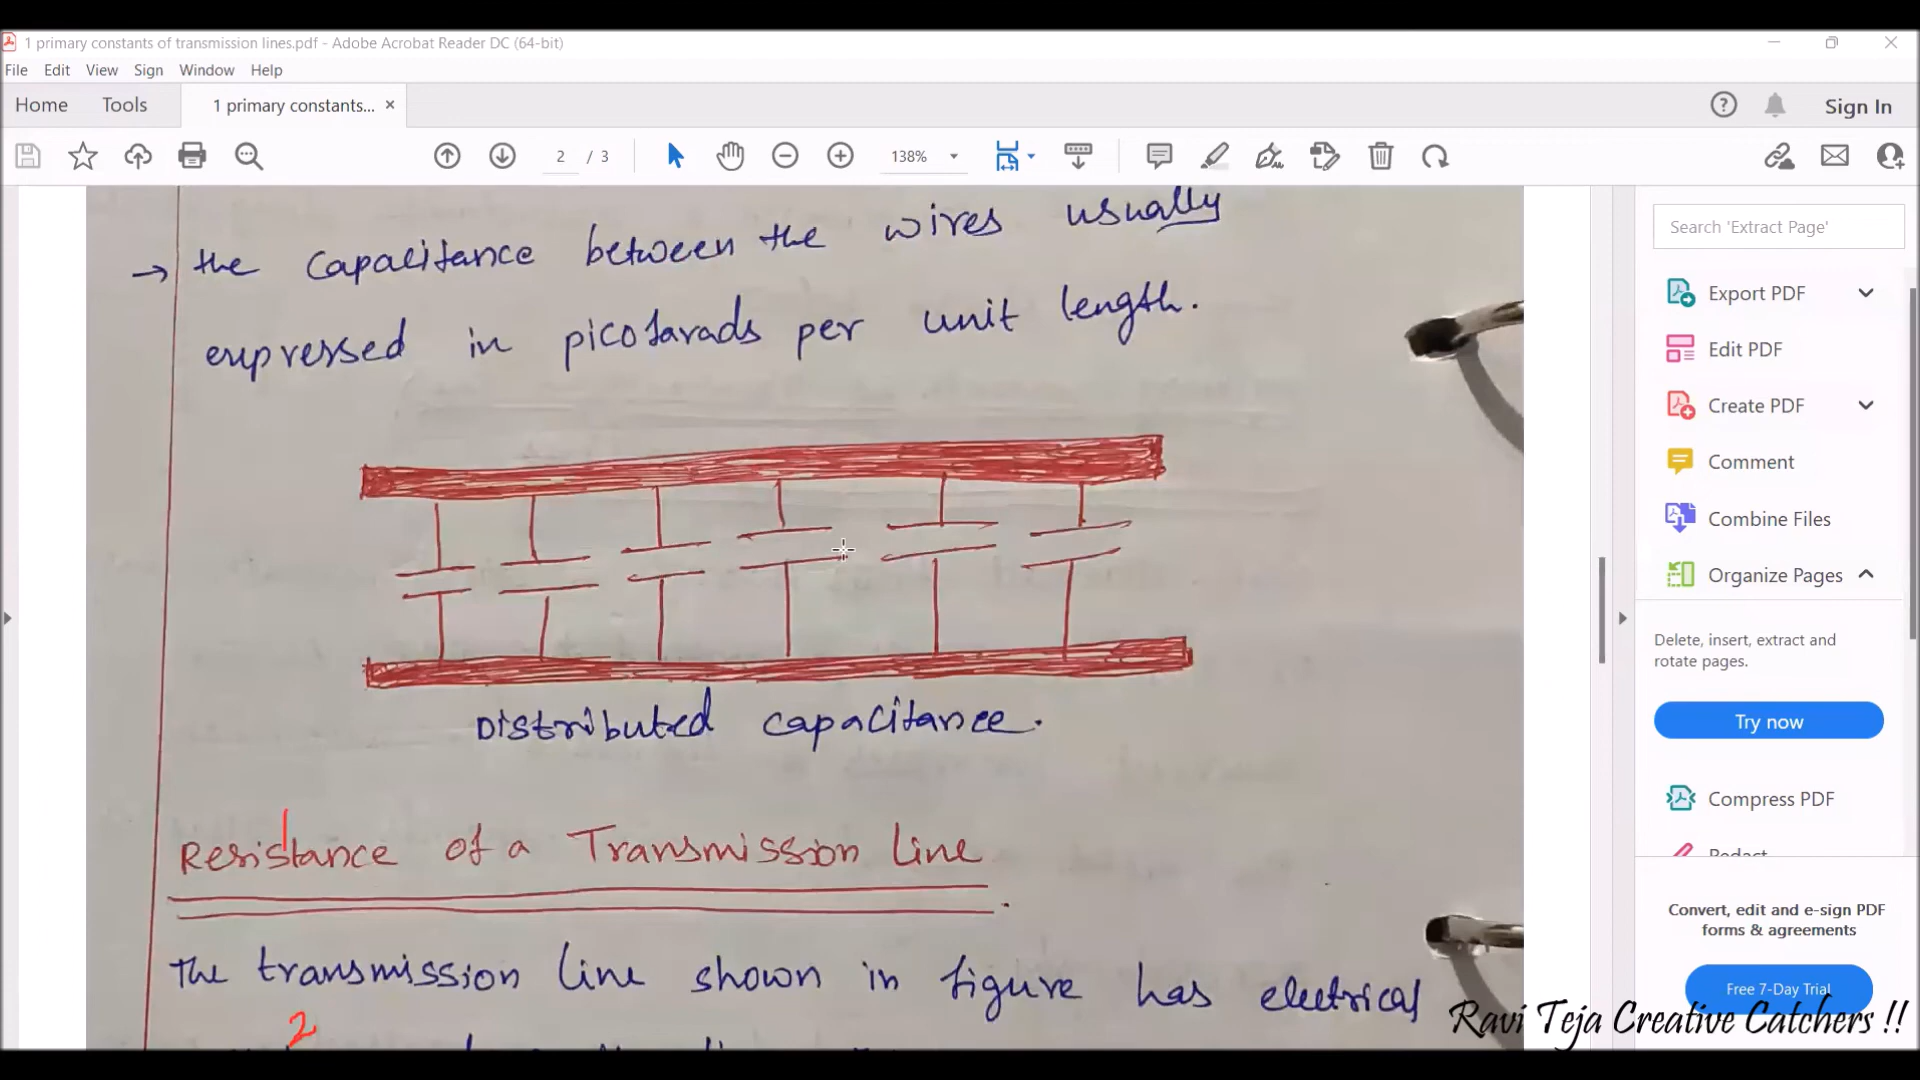 1 primary constants of transmission lines.pdf - Adobe Acrobat Reader DC (64-bit)
File Edit View Sign Window Help
Home Tools 1 primary constants... × Sign In
2 / 3 138%
Search 'Extract Page'
→ the capacitance between the wires usually
expressed in picofarads per unit length.
Distributed capacitance.
Resistance of a Transmission Line
The transmission line shown in figure has electrical
2
Export PDF
Edit PDF
Create PDF
Comment
Combine Files
Organize Pages
Delete, insert, extract and
rotate pages.
Try now
Compress PDF
Redact
Convert, edit and e-sign PDF
forms & agreements
Free 7-Day Trial
Ravi Teja Creative Catchers !!